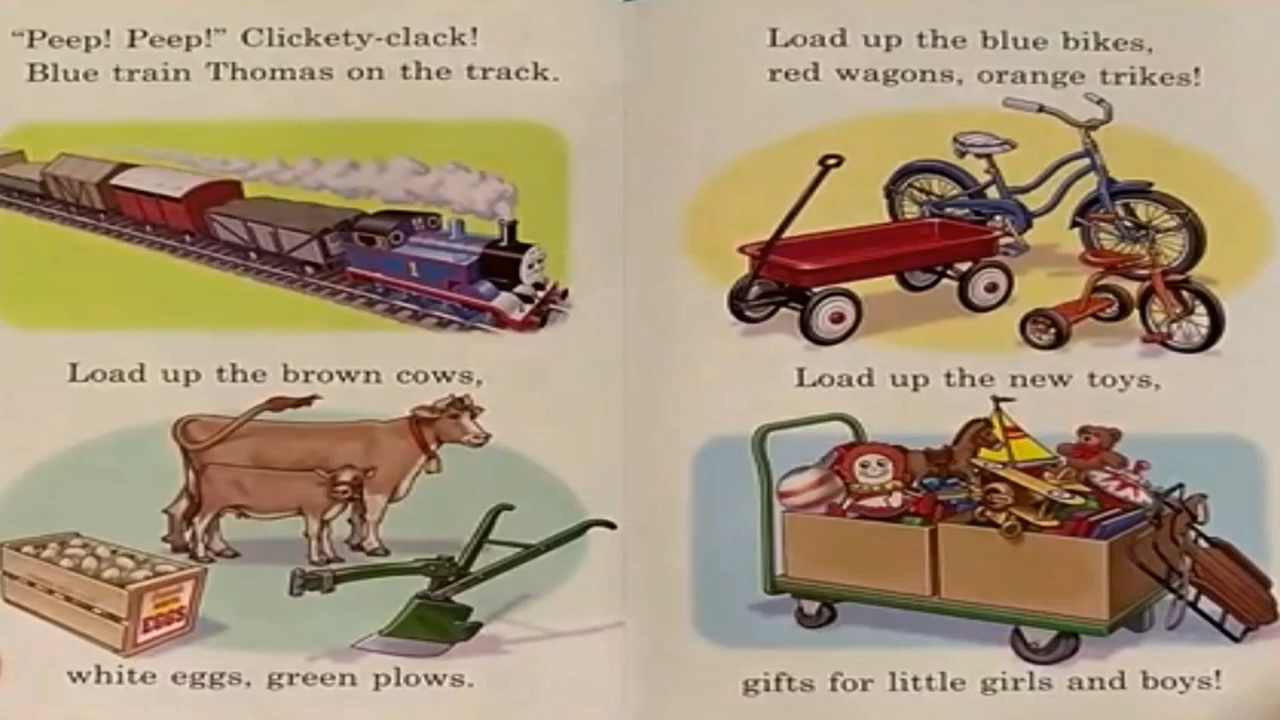 “Peep! Peep!” Clickety-clack!
Blue train Thomas on the track.
1
Load up the brown cows,
EGGS
white eggs, green plows.
Load up the blue bikes,
red wagons, orange trikes!
Load up the new toys,
gifts for little girls and boys!